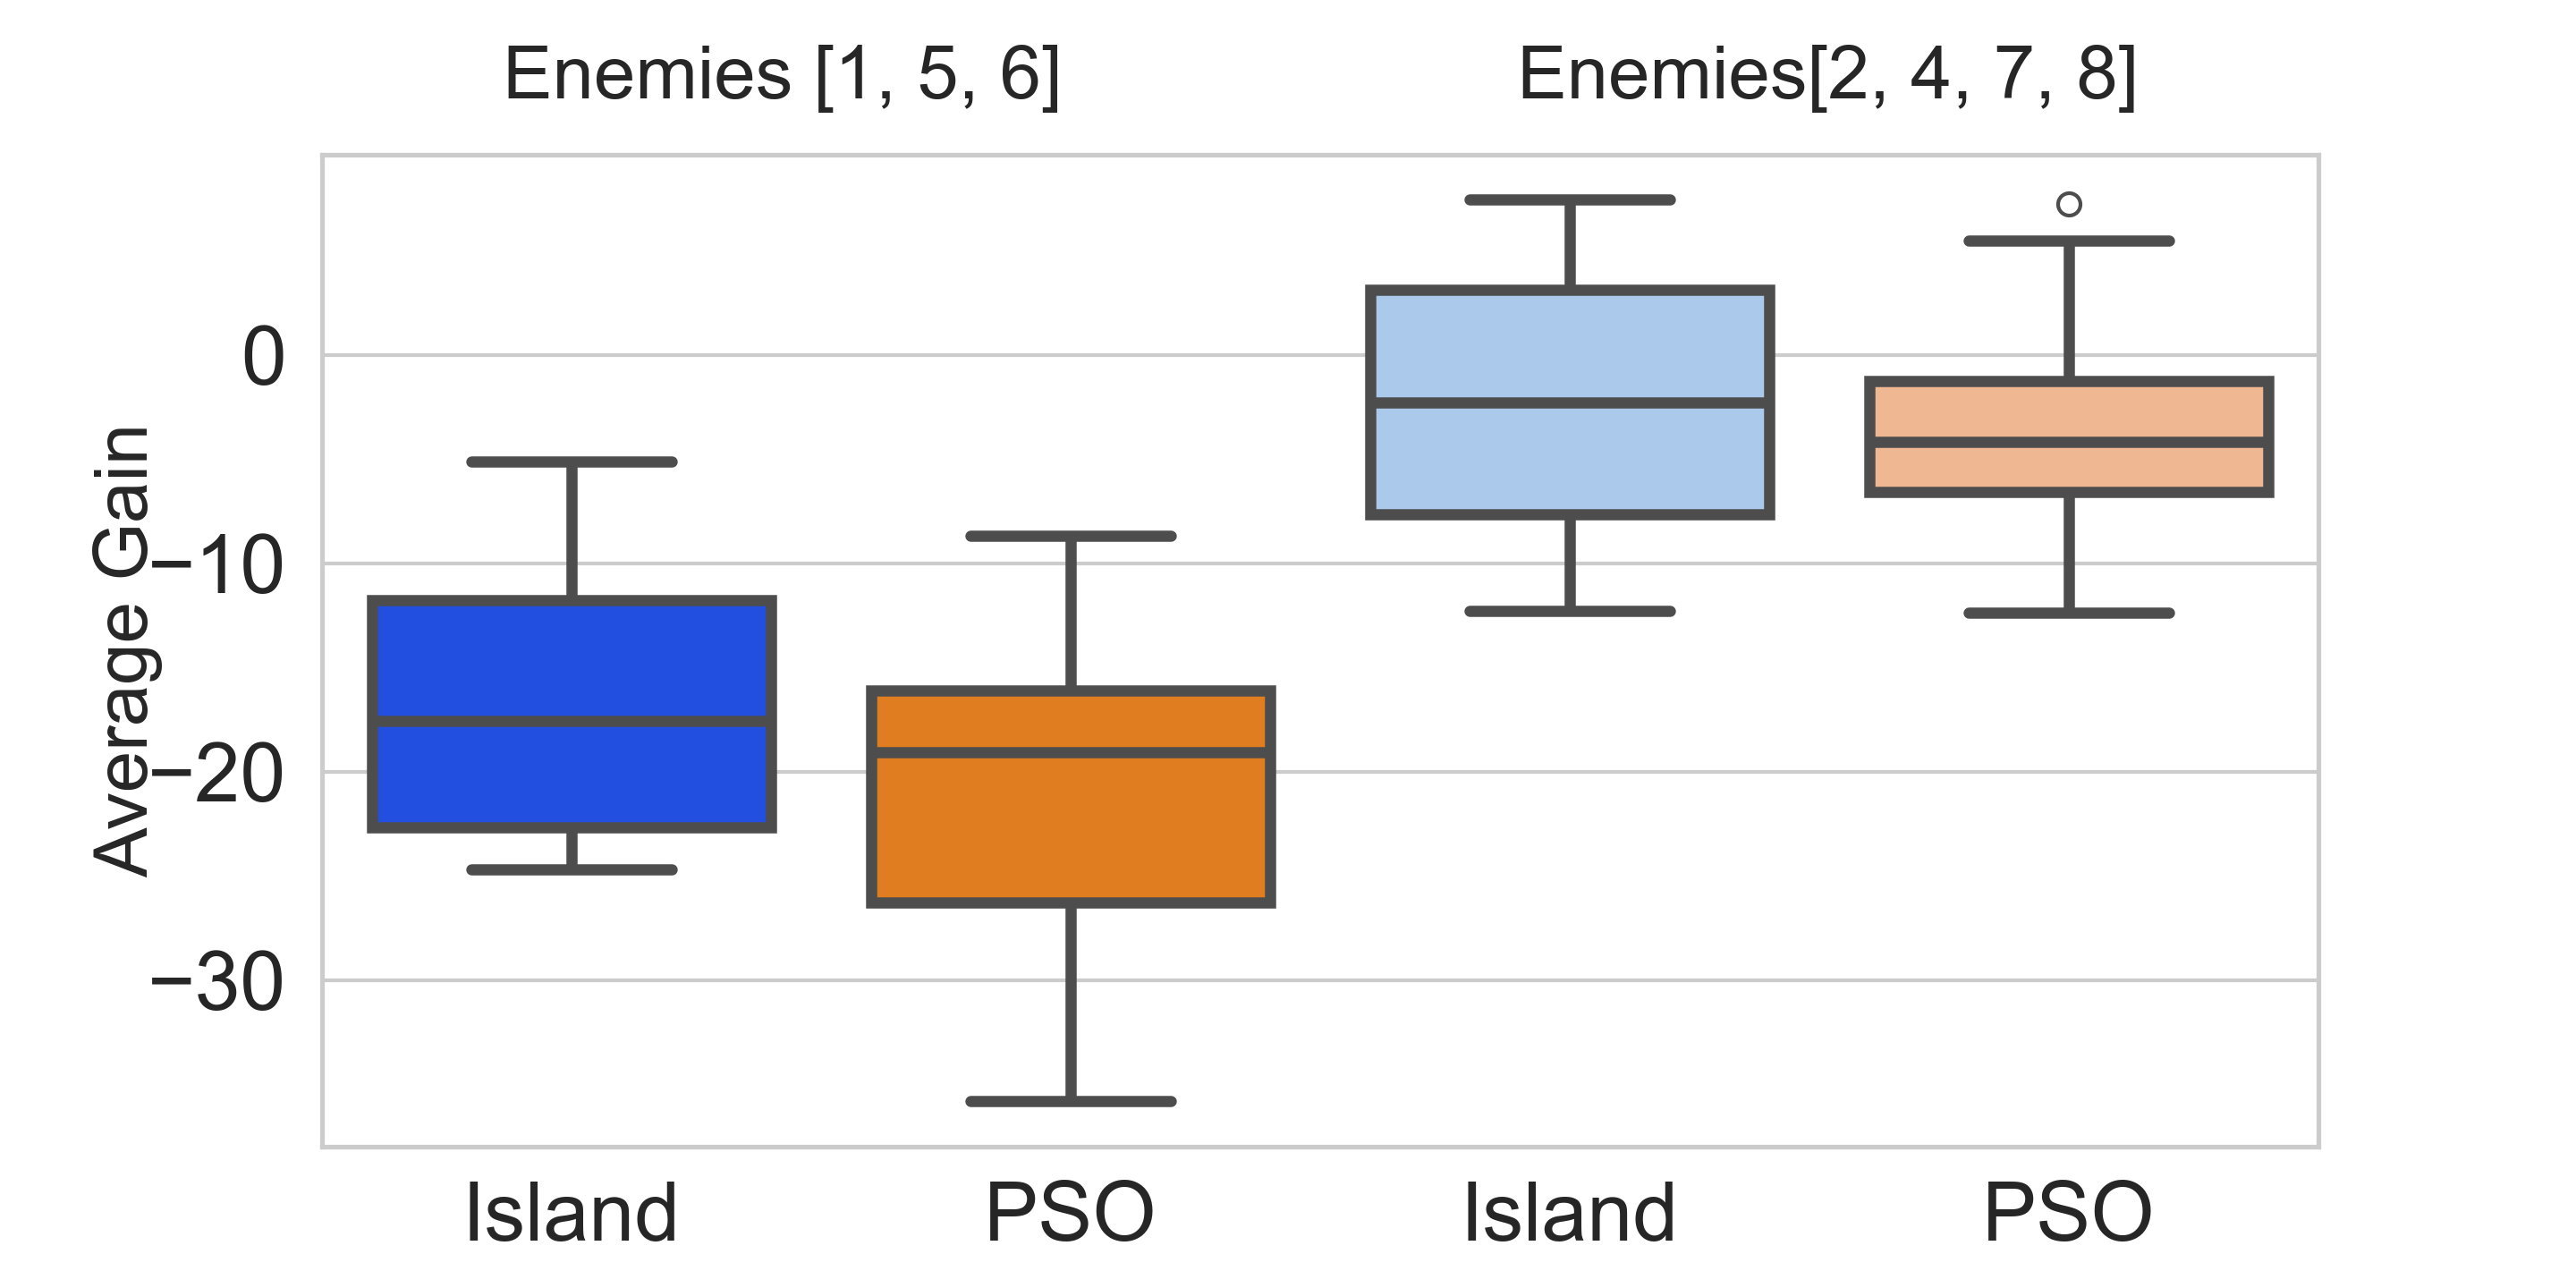 Enemies [1, 5, 6]
Enemies[2, 4, 7, 8]
Average Gain
0
−10
−20
−30
Island
PSO
Island
PSO